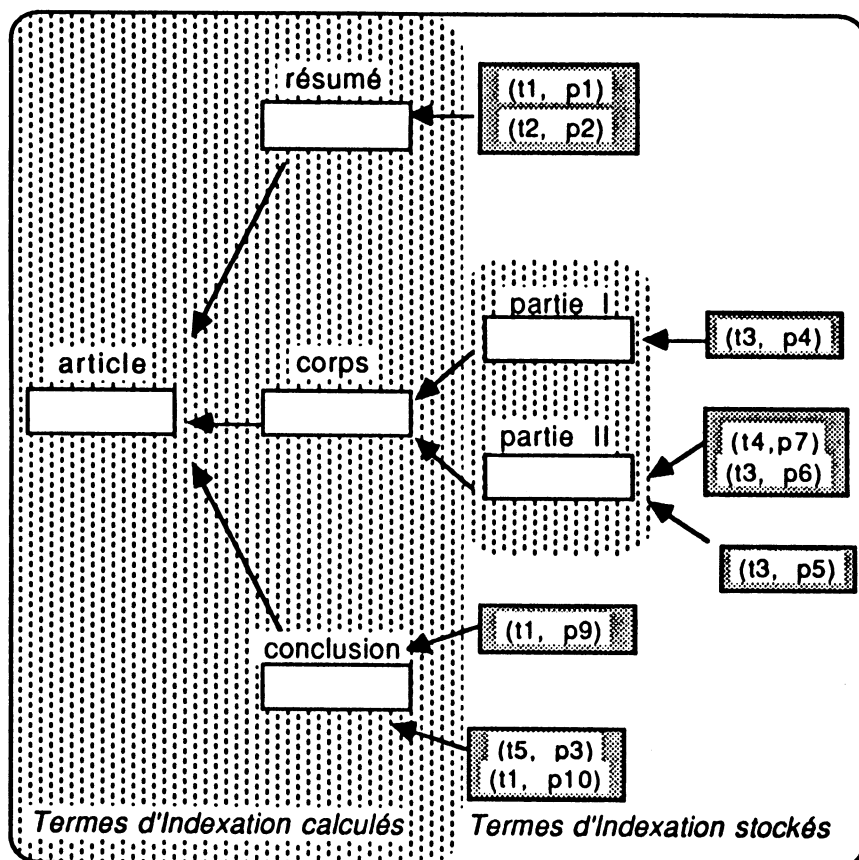 résumé
(t1, p1)
(t2, p2)
partie I
(t3, p4)
article
corps
partie II
(t4,p7)
(t3, p6)
(t3, p5)
(t1, p9)
conclusion
(t5, p3)
(t1, p10)
Termes d'Indexation calculés
Termes d'Indexation stockés